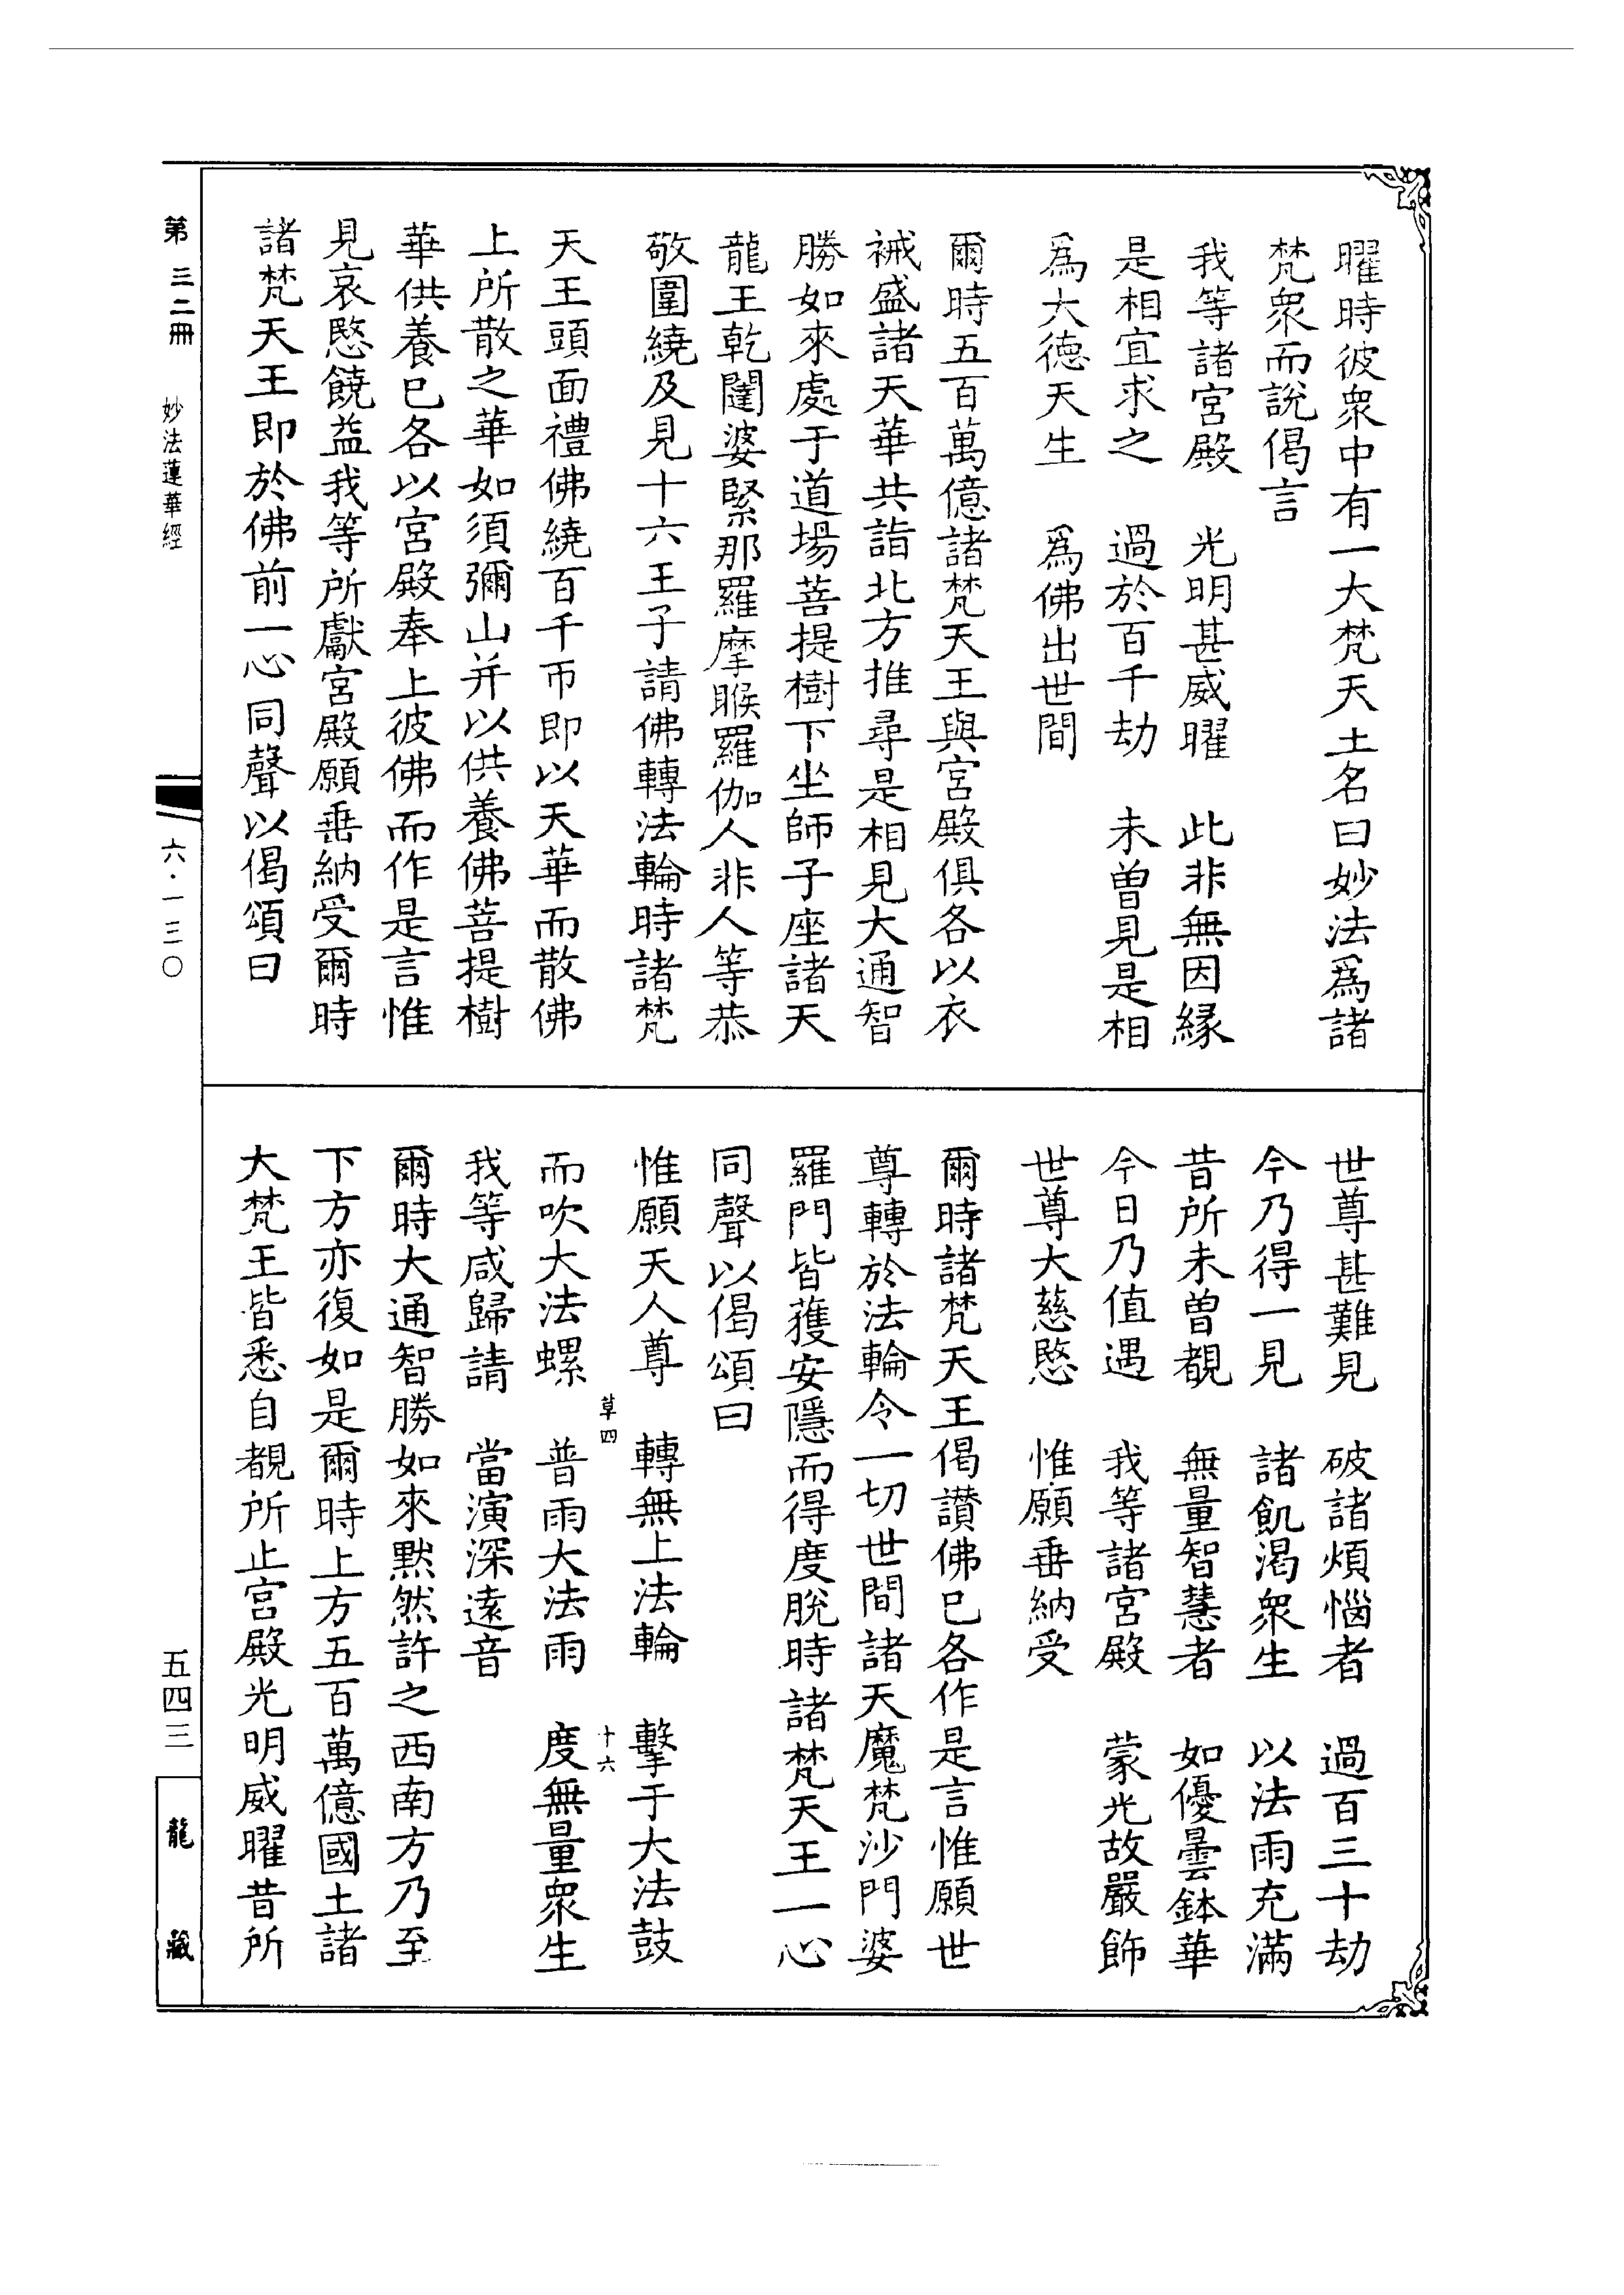 曜時彼衆中有一大梵天土名曰妙法爲諸
梵衆而說偈言
我等諸宮殿　光明甚威曜　此非無因緣
是相宜求之　過於百千劫　未曾見是相
爲大德天生　爲佛出世間
爾時五百萬億諸梵天王與宮殿俱各以衣
祴盛諸天華共詣北方推尋是相見大通智
勝如來處于道場菩提樹下坐師子座諸天
龍王乾闥婆緊那羅摩睺羅伽人非人等恭
敬圍繞及見十六王子請佛轉法輪時諸梵
天王頭面禮佛繞百千帀即以天華而散佛
上所散之華如須彌山并以供養佛菩提樹
華供養已各以宮殿奉上彼佛而作是言惟
見哀愍饒益我等所獻宮殿願垂納受爾時
諸梵天王即於佛前一心同聲以偈頌曰
世尊甚難見　破諸煩惱者　過百三十劫
今乃得一見　諸飢渴衆生　以法雨充滿
昔所未曾覩　無量智慧者　如優曇鉢華
今日乃值遇　我等諸宮殿　蒙光故嚴飾
世尊大慈愍　惟願垂納受
爾時諸梵天王偈讚佛已各作是言惟願世
尊轉於法輪令一切世間諸天魔梵沙門婆
羅門皆獲安隱而得度脫時諸梵天王一心
同聲以偈頌曰
惟願天人尊　轉無上法輪　擊于大法鼓
草四　十六
而吹大法螺　普雨大法雨　度無量衆生
我等咸歸請　當演深遠音
爾時大通智勝如來默然許之西南方乃至
下方亦復如是爾時上方五百萬億國土諸
大梵王皆悉自覩所止宮殿光明威曜昔所
第三二冊　妙法蓮華經　六·一三〇　五四三　龍藏